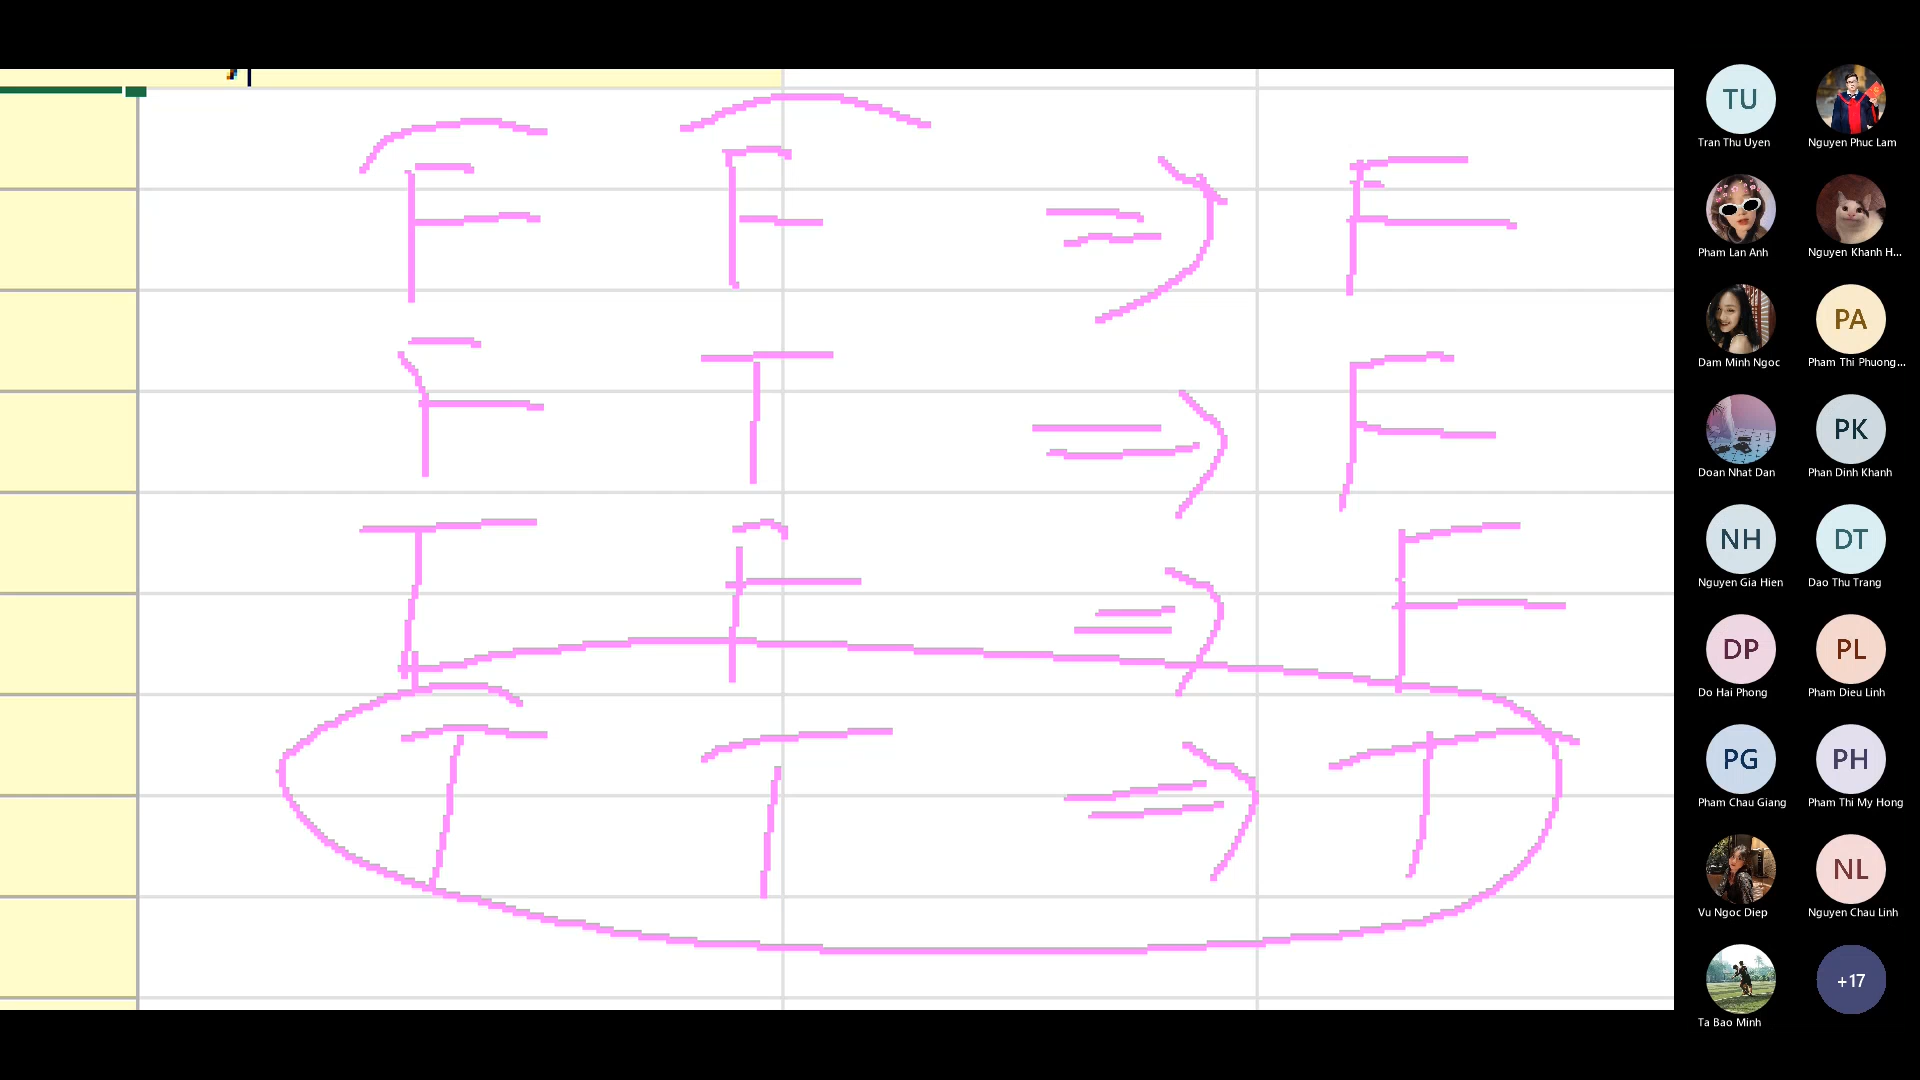 F F => F
F T => F
T F => F
T T => T
TU
Tran Thu Uyen
Nguyen Phuc Lam
Pham Lan Anh
Nguyen Khanh H...
Dam Minh Ngoc
PA
Pham Thi Phuong...
Doan Nhat Dan
PK
Phan Dinh Khanh
NH
Nguyen Gia Hien
DT
Dao Thu Trang
DP
Do Hai Phong
PL
Pham Dieu Linh
PG
Pham Chau Giang
PH
Pham Thi My Hong
Vu Ngoc Diep
NL
Nguyen Chau Linh
Ta Bao Minh
+17